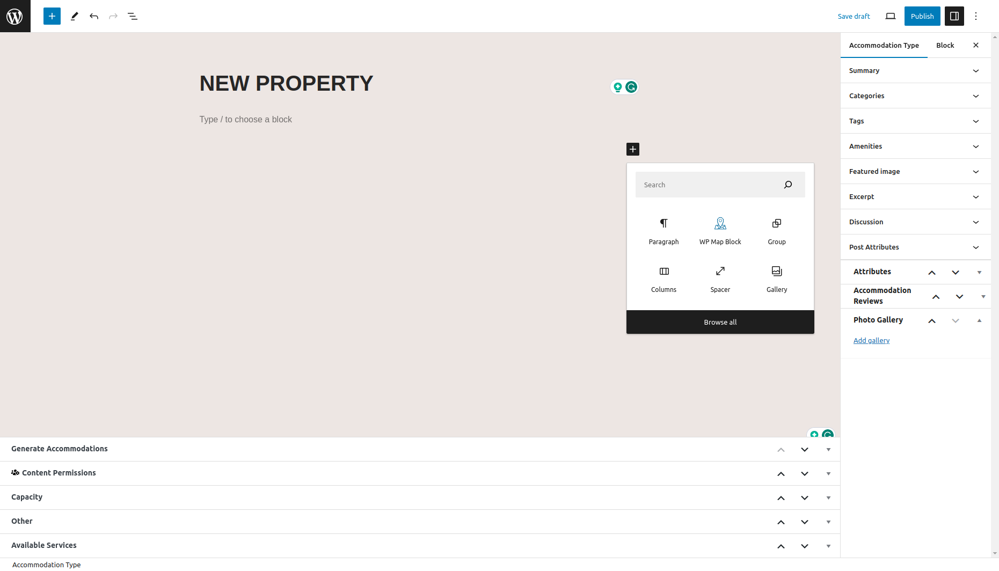 Save draft
Publish
Accommodation Type
Block
NEW PROPERTY
Type / to choose a block
Search
Paragraph
WP Map Block
Group
Columns
Spacer
Gallery
Browse all
Summary
Categories
Tags
Amenities
Featured image
Excerpt
Discussion
Post Attributes
Attributes
Accommodation
Reviews
Photo Gallery
Add gallery
Generate Accommodations
Content Permissions
Capacity
Other
Available Services
Accommodation Type